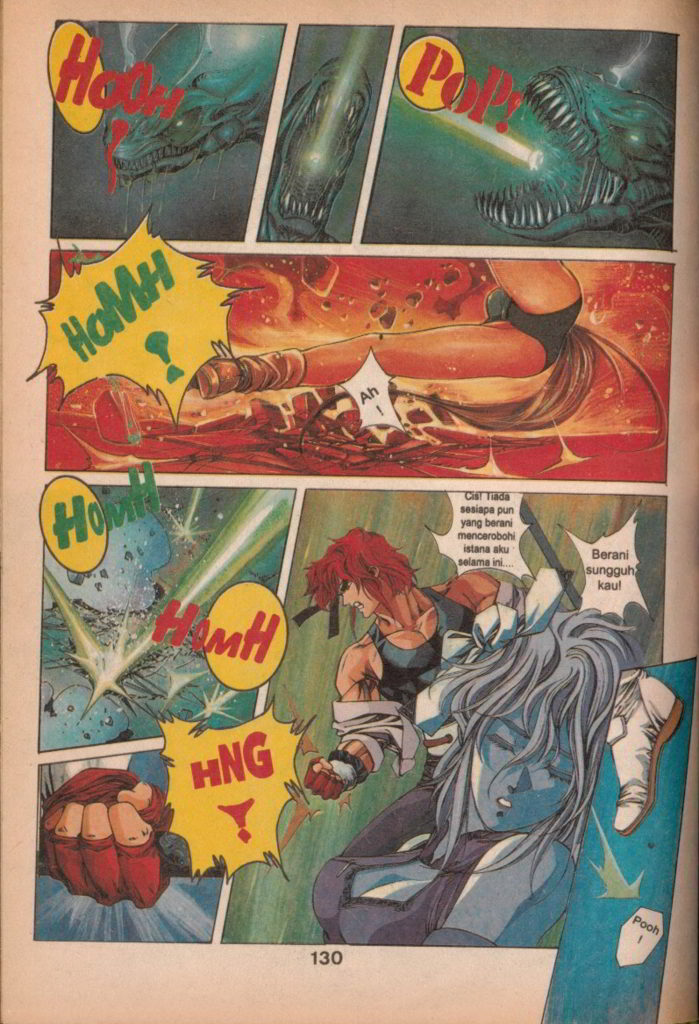 HOOH
!
POP!
HOMH
!
Ah
!
HOMH
HOMH
Cis! Tiada
sesiapa pun
yang berani
mencerobohi
istana aku
selama ini....
Berani
sungguh
kau!
HNG
!
Pooh
!
130